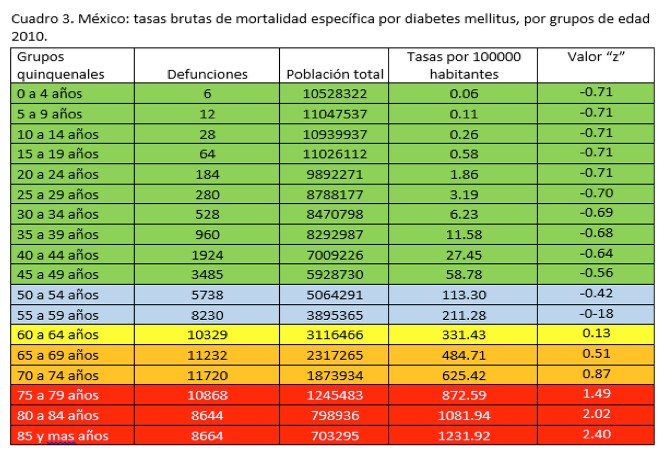 Cuadro 3. México: tasas brutas de mortalidad específica por diabetes mellitus, por grupos de edad
2010.
Grupos quinquenales Defunciones Población total Tasas por 100000 habitantes Valor “z”
0 a 4 años 6 10528322 0.06 -0.71
5 a 9 años 12 11047537 0.11 -0.71
10 a 14 años 28 10939937 0.26 -0.71
15 a 19 años 64 11026112 0.58 -0.71
20 a 24 años 184 9892271 1.86 -0.71
25 a 29 años 280 8788177 3.19 -0.70
30 a 34 años 528 8470798 6.23 -0.69
35 a 39 años 960 8292987 11.58 -0.68
40 a 44 años 1924 7009226 27.45 -0.64
45 a 49 años 3485 5928730 58.78 -0.56
50 a 54 años 5738 5064291 113.30 -0.42
55 a 59 años 8230 3895365 211.28 -0-18
60 a 64 años 10329 3116466 331.43 0.13
65 a 69 años 11232 2317265 484.71 0.51
70 a 74 años 11720 1873934 625.42 0.87
75 a 79 años 10868 1245483 872.59 1.49
80 a 84 años 8644 798936 1081.94 2.02
85 y mas años 8664 703295 1231.92 2.40